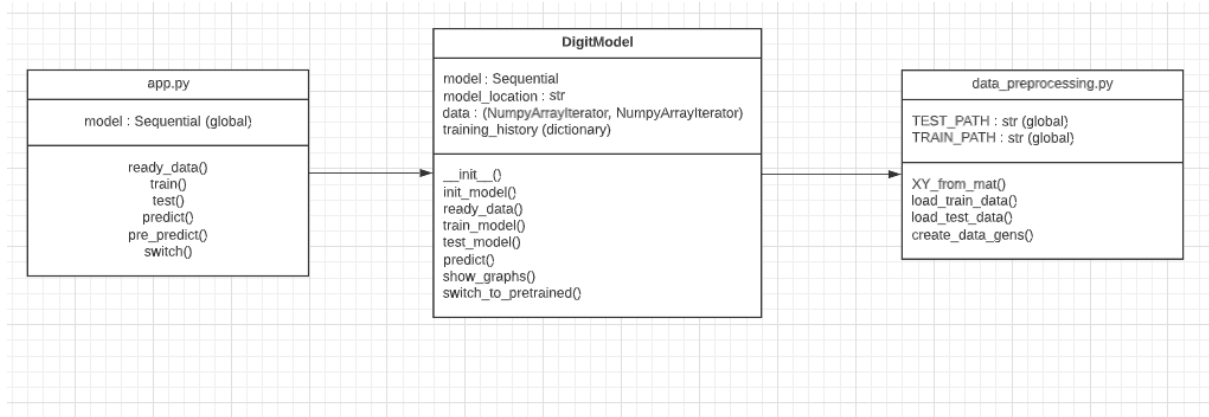 app.py
model : Sequential (global)
ready_data()
train()
test()
predict()
pre_predict()
switch()
DigitModel
model : Sequential
model_location : str
data : (NumpyArrayIterator, NumpyArrayIterator)
training_history (dictionary)
__init__()
init_model()
ready_data()
train_model()
test_model()
predict()
show_graphs()
switch_to_pretrained()
data_preprocessing.py
TEST_PATH : str (global)
TRAIN_PATH : str (global)
XY_from_mat()
load_train_data()
load_test_data()
create_data_gens()